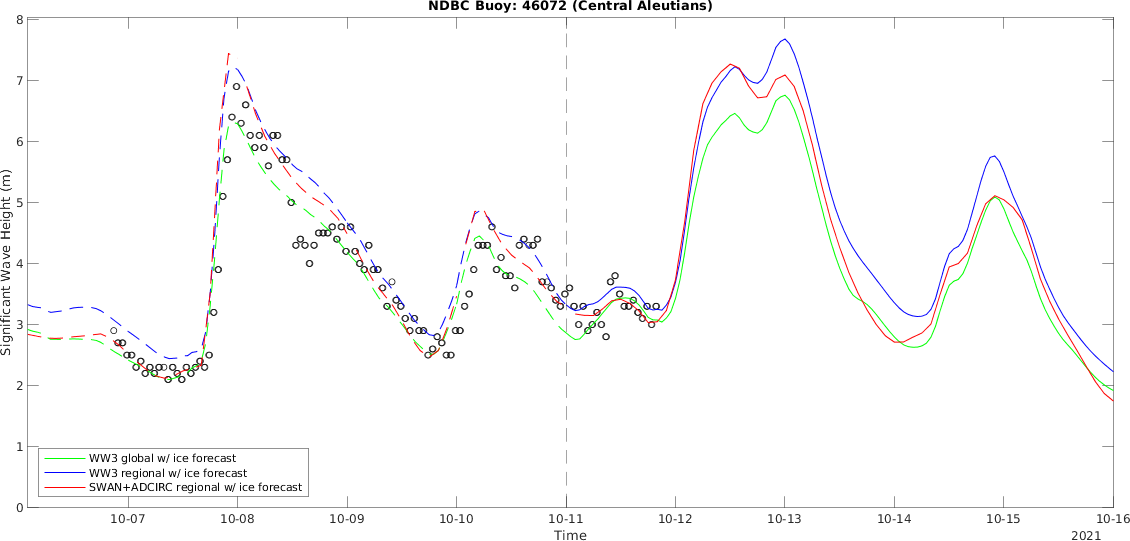 NDBC Buoy: 46072 (Central Aleutians)
8
7
6
5
4
3
2
1
0
Significant Wave Height (m)
WW3 global w/ ice forecast
WW3 regional w/ ice forecast
SWAN+ADCIRC regional w/ ice forecast
10-07 10-08 10-09 10-10 10-11 10-12 10-13 10-14 10-15 10-16
Time
2021